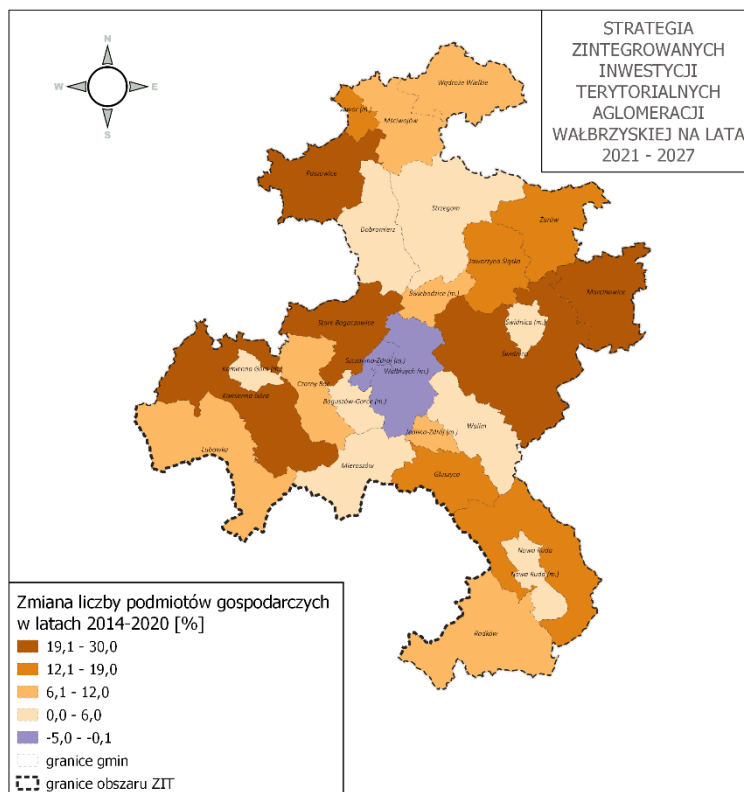 STRATEGIA
ZINTEGROWANYCH
INWESTYCJI
TERYTORIALNYCH
AGLOMERACJI
WAŁBRZYSKIEJ NA LATA
2021 - 2027
N
W
E
S
Wądroże Wielkie
Jawor (m.)
Mściwojów
Paszowice
Strzegom
Dobromierz
Żarów
Jaworzyna Śląska
Marcinowice
Świebodzice (m.)
Stare Bogaczowice
Świdnica (m.)
Świdnica
Szczawno-Zdrój (m.)
Kamienna Góra (m.)
Wałbrzych (m.)
Czarny Bór
Kamienna Góra
Boguszów-Gorce (m.)
Walim
Jedlina-Zdrój (m.)
Lubawka
Mieroszów
Głuszyca
Nowa Ruda
Nowa Ruda (m.)
Radków
Zmiana liczby podmiotów gospodarczych
w latach 2014-2020 [%]
19,1 - 30,0
12,1 - 19,0
6,1 - 12,0
0,0 - 6,0
-5,0 - -0,1
granice gmin
granice obszaru ZIT